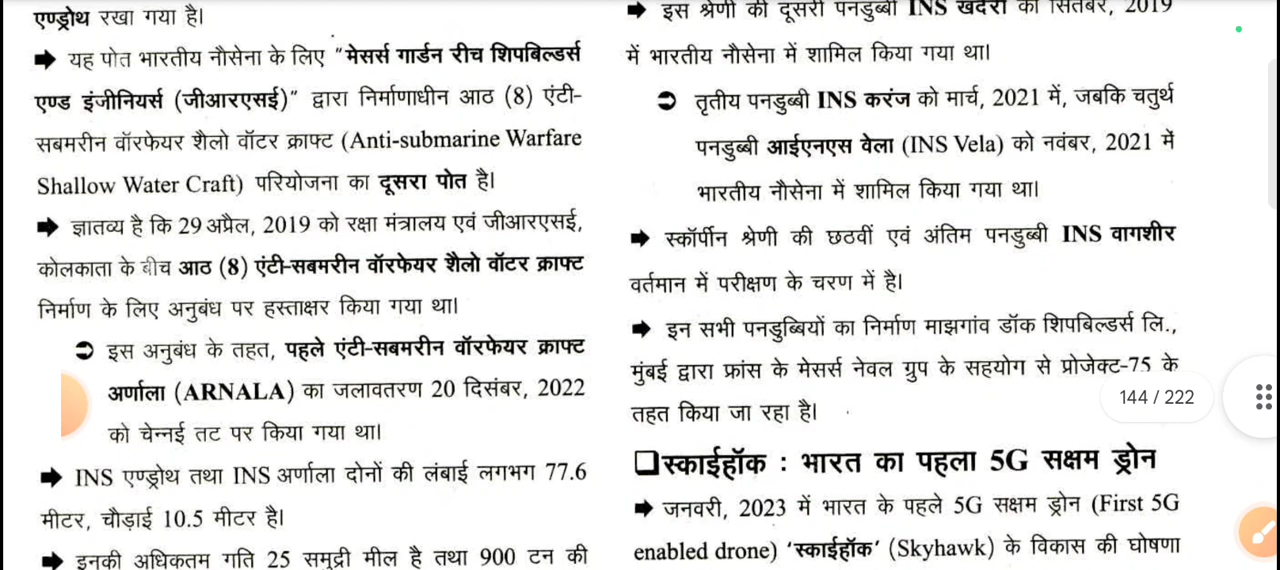 एण्ड्रोथ रखा गया है।
➡ यह पोत भारतीय नौसेना के लिए "मेसर्स गार्डन रीच शिपबिल्डर्स
एण्ड इंजीनियर्स (जीआरएसई)" द्वारा निर्माणाधीन आठ (8) एंटी-
सबमरीन वॉरफेयर शैलो वॉटर क्राफ्ट (Anti-submarine Warfare
Shallow Water Craft) परियोजना का दूसरा पोत है।
➡ ज्ञातव्य है कि 29 अप्रैल, 2019 को रक्षा मंत्रालय एवं जीआरएसई,
कोलकाता के बीच आठ (8) एंटी-सबमरीन वॉरफेयर शैलो वॉटर क्राफ्ट
निर्माण के लिए अनुबंध पर हस्ताक्षर किया गया था।
➲ इस अनुबंध के तहत, पहले एंटी-सबमरीन वॉरफेयर क्राफ्ट
अर्णाला (ARNALA) का जलावतरण 20 दिसंबर, 2022
को चेन्नई तट पर किया गया था।
➡ INS एण्ड्रोथ तथा INS अर्णाला दोनों की लंबाई लगभग 77.6
मीटर, चौड़ाई 10.5 मीटर है।
➡ इनकी अधिकतम गति 25 समुद्री मील है तथा 900 टन की
➡ इस श्रेणी की दूसरी पनडुब्बी INS खंदेरी को सितंबर, 2019
में भारतीय नौसेना में शामिल किया गया था।
➲ तृतीय पनडुब्बी INS करंज को मार्च, 2021 में, जबकि चतुर्थ
पनडुब्बी आईएनएस वेला (INS Vela) को नवंबर, 2021 में
भारतीय नौसेना में शामिल किया गया था।
➡ स्कॉर्पीन श्रेणी की छठवीं एवं अंतिम पनडुब्बी INS वागशीर
वर्तमान में परीक्षण के चरण में है।
➡ इन सभी पनडुब्बियों का निर्माण माझगांव डॉक शिपबिल्डर्स लि.,
मुंबई द्वारा फ्रांस के मेसर्स नेवल ग्रुप के सहयोग से प्रोजेक्ट-75 के
तहत किया जा रहा है।
144 / 222
❑स्काईहॉक : भारत का पहला 5G सक्षम ड्रोन
➡ जनवरी, 2023 में भारत के पहले 5G सक्षम ड्रोन (First 5G
enabled drone) 'स्काईहॉक' (Skyhawk) के विकास की घोषणा